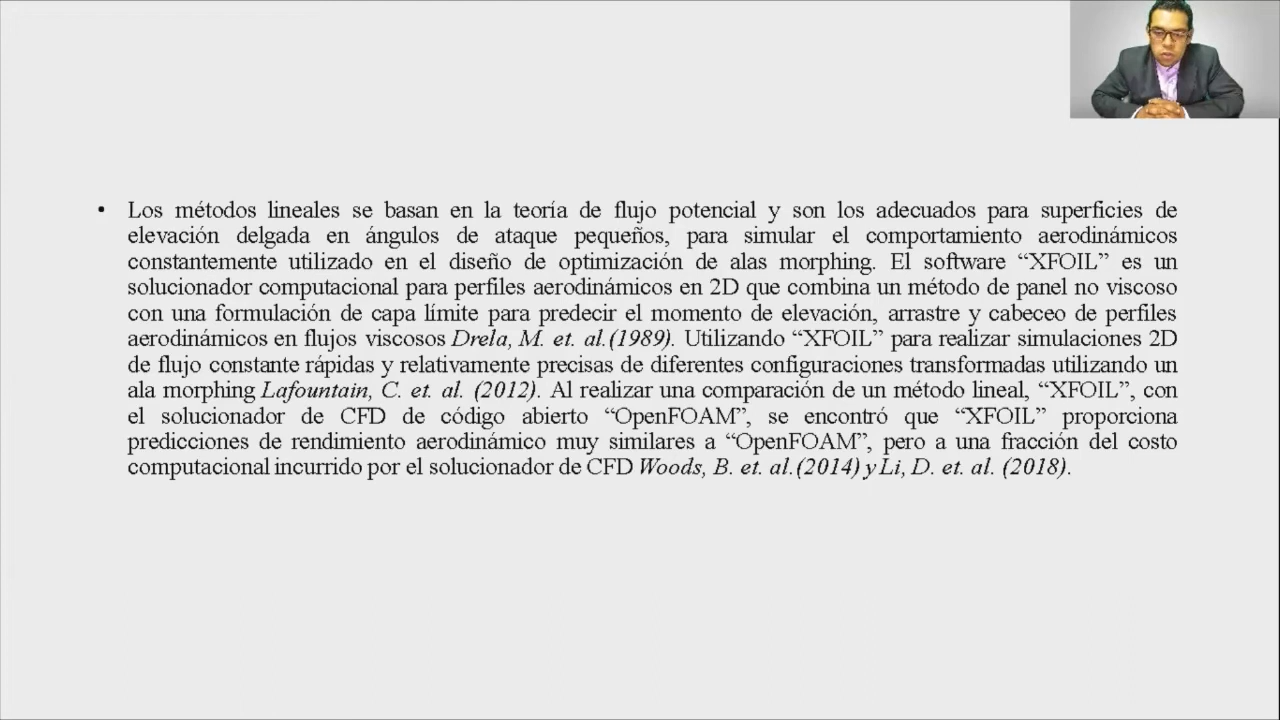 • Los métodos lineales se basan en la teoría de flujo potencial y son los adecuados para superficies de
elevación delgada en ángulos de ataque pequeños, para simular el comportamiento aerodinámicos
constantemente utilizado en el diseño de optimización de alas morphing. El software “XFOIL” es un
solucionador computacional para perfiles aerodinámicos en 2D que combina un método de panel no viscoso
con una formulación de capa límite para predecir el momento de elevación, arrastre y cabeceo de perfiles
aerodinámicos en flujos viscosos Drela, M. et. al.(1989). Utilizando “XFOIL” para realizar simulaciones 2D
de flujo constante rápidas y relativamente precisas de diferentes configuraciones transformadas utilizando un
ala morphing Lafountain, C. et. al. (2012). Al realizar una comparación de un método lineal, “XFOIL”, con
el solucionador de CFD de código abierto “OpenFOAM”, se encontró que “XFOIL” proporciona
predicciones de rendimiento aerodinámico muy similares a “OpenFOAM”, pero a una fracción del costo
computacional incurrido por el solucionador de CFD Woods, B. et. al.(2014) y Li, D. et. al. (2018).